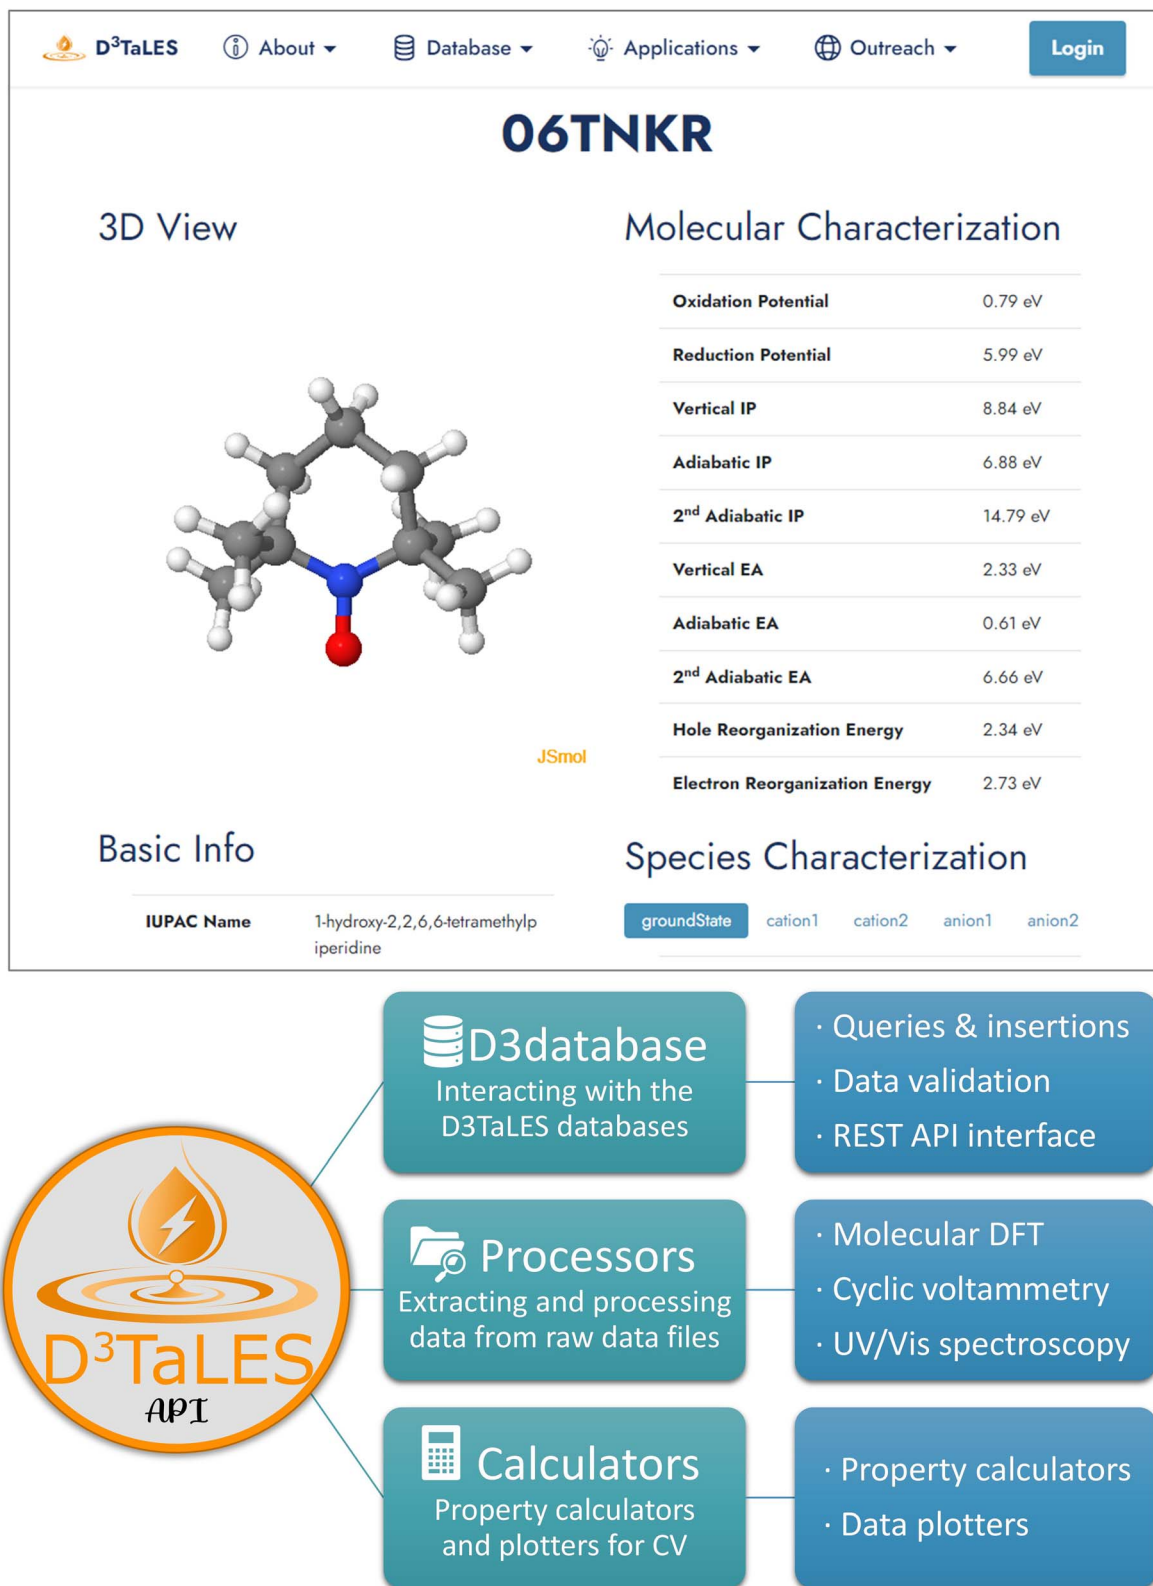 D³TaLES
About
Database
Applications
Outreach
Login
06TNKR
3D View
JSmol
Molecular Characterization
Oxidation Potential 0.79 eV
Reduction Potential 5.99 eV
Vertical IP 8.84 eV
Adiabatic IP 6.88 eV
2nd Adiabatic IP 14.79 eV
Vertical EA 2.33 eV
Adiabatic EA 0.61 eV
2nd Adiabatic EA 6.66 eV
Hole Reorganization Energy 2.34 eV
Electron Reorganization Energy 2.73 eV
Basic Info
IUPAC Name 1-hydroxy-2,2,6,6-tetramethylp
iperidine
Species Characterization
groundState cation1 cation2 anion1 anion2
D³TaLES
API
D3database
Interacting with the
D3TaLES databases
· Queries & insertions
· Data validation
· REST API interface
Processors
Extracting and processing
data from raw data files
· Molecular DFT
· Cyclic voltammetry
· UV/Vis spectroscopy
Calculators
Property calculators
and plotters for CV
· Property calculators
· Data plotters